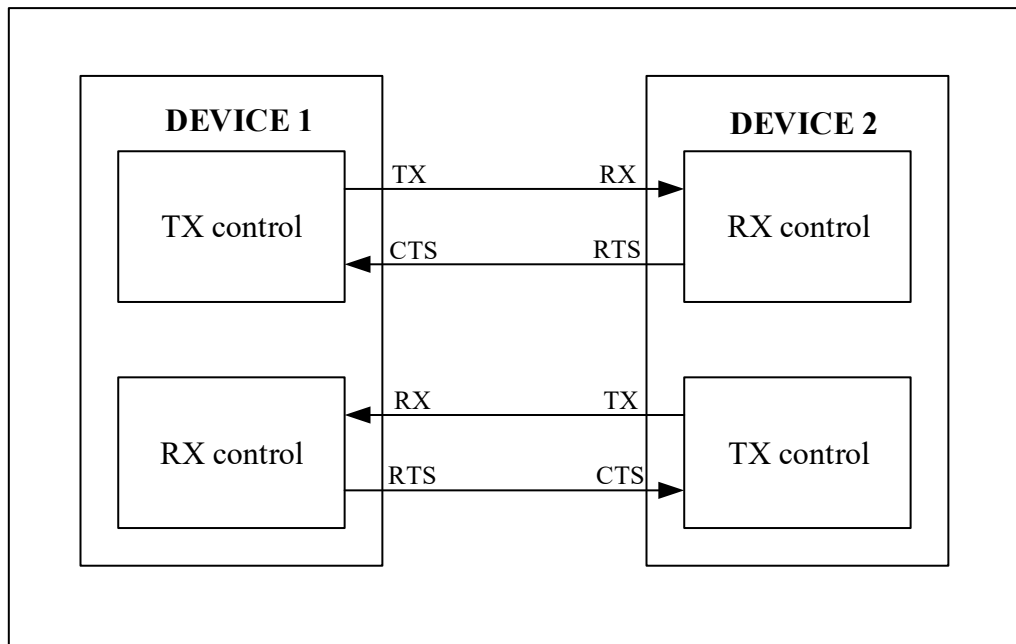 DEVICE 1
DEVICE 2
TX
RX
TX control
RX control
CTS
RTS
RX
TX
RX control
TX control
RTS
CTS